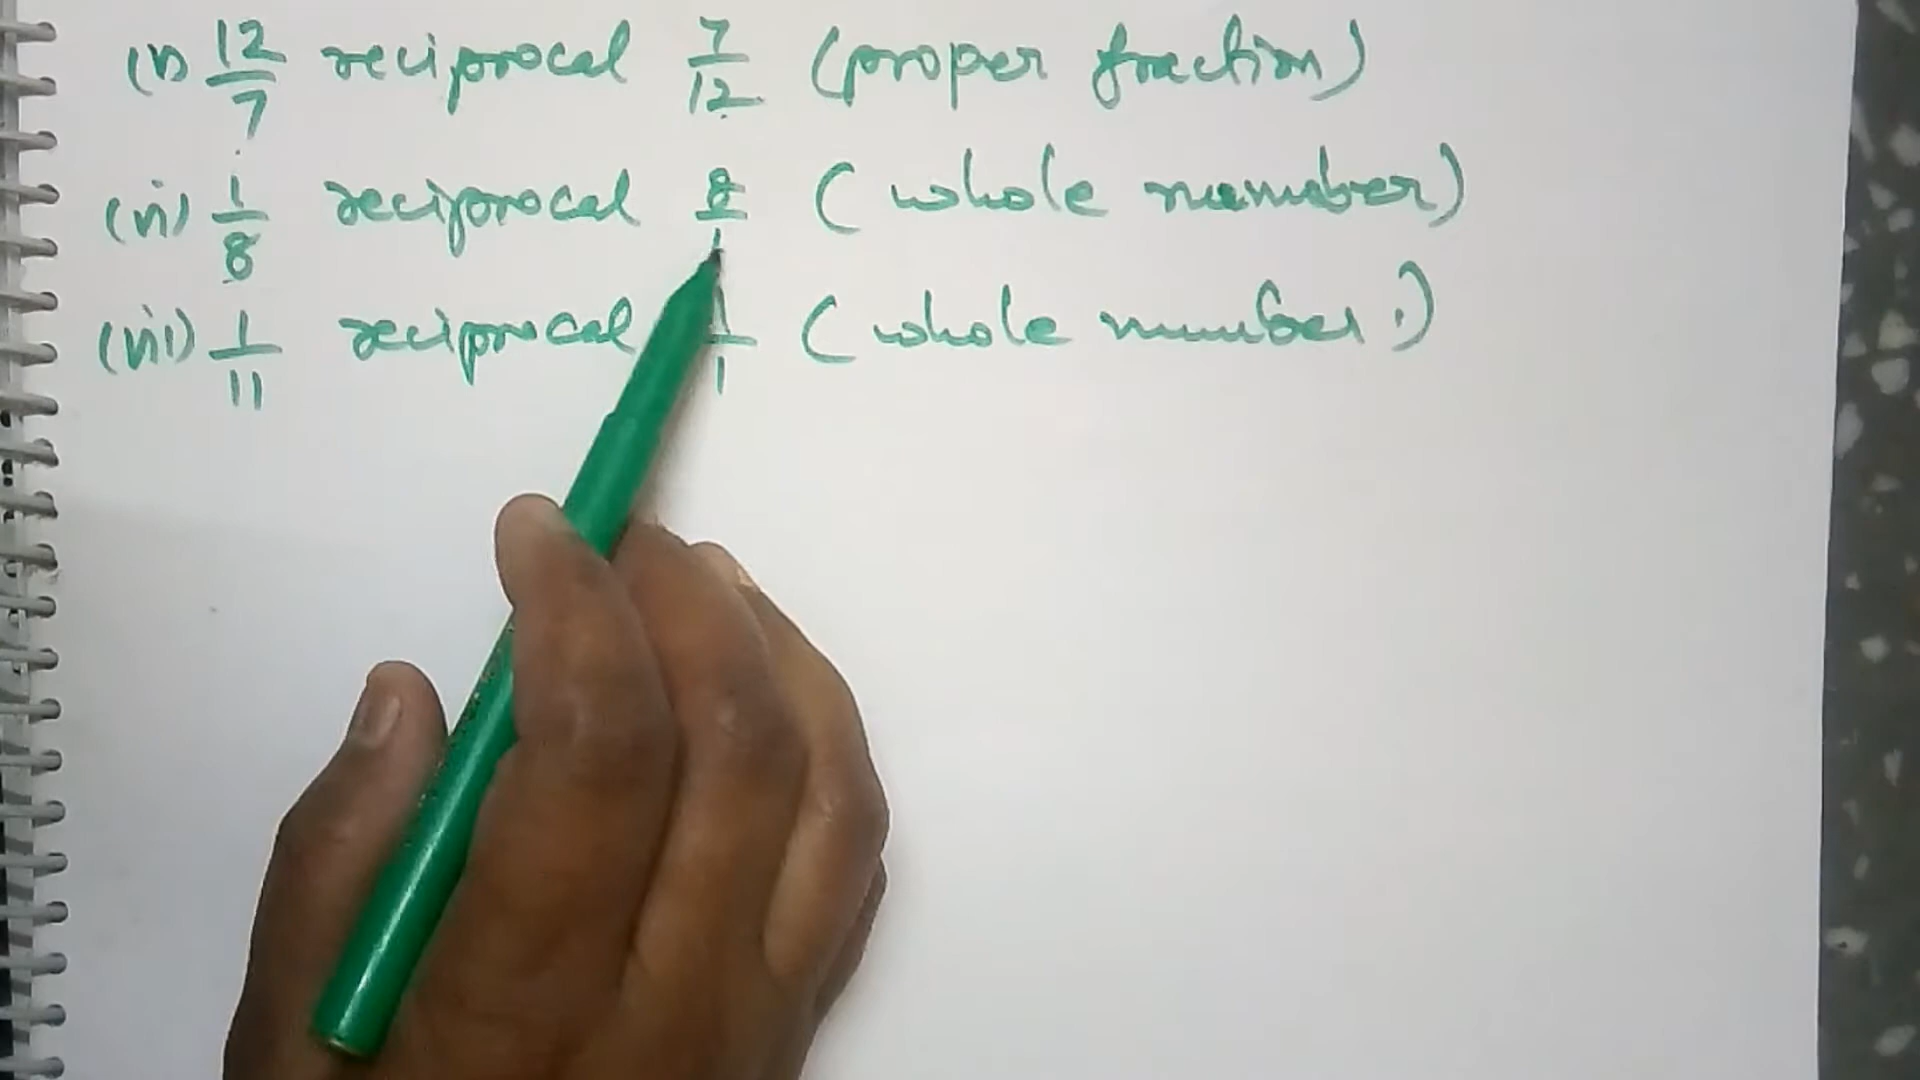 (v) 12/7 reciprocal 7/12 (proper fraction)
(vi) 1/8 reciprocal 8/1 (whole number)
(vii) 1/11 reciprocal /1 (whole number.)